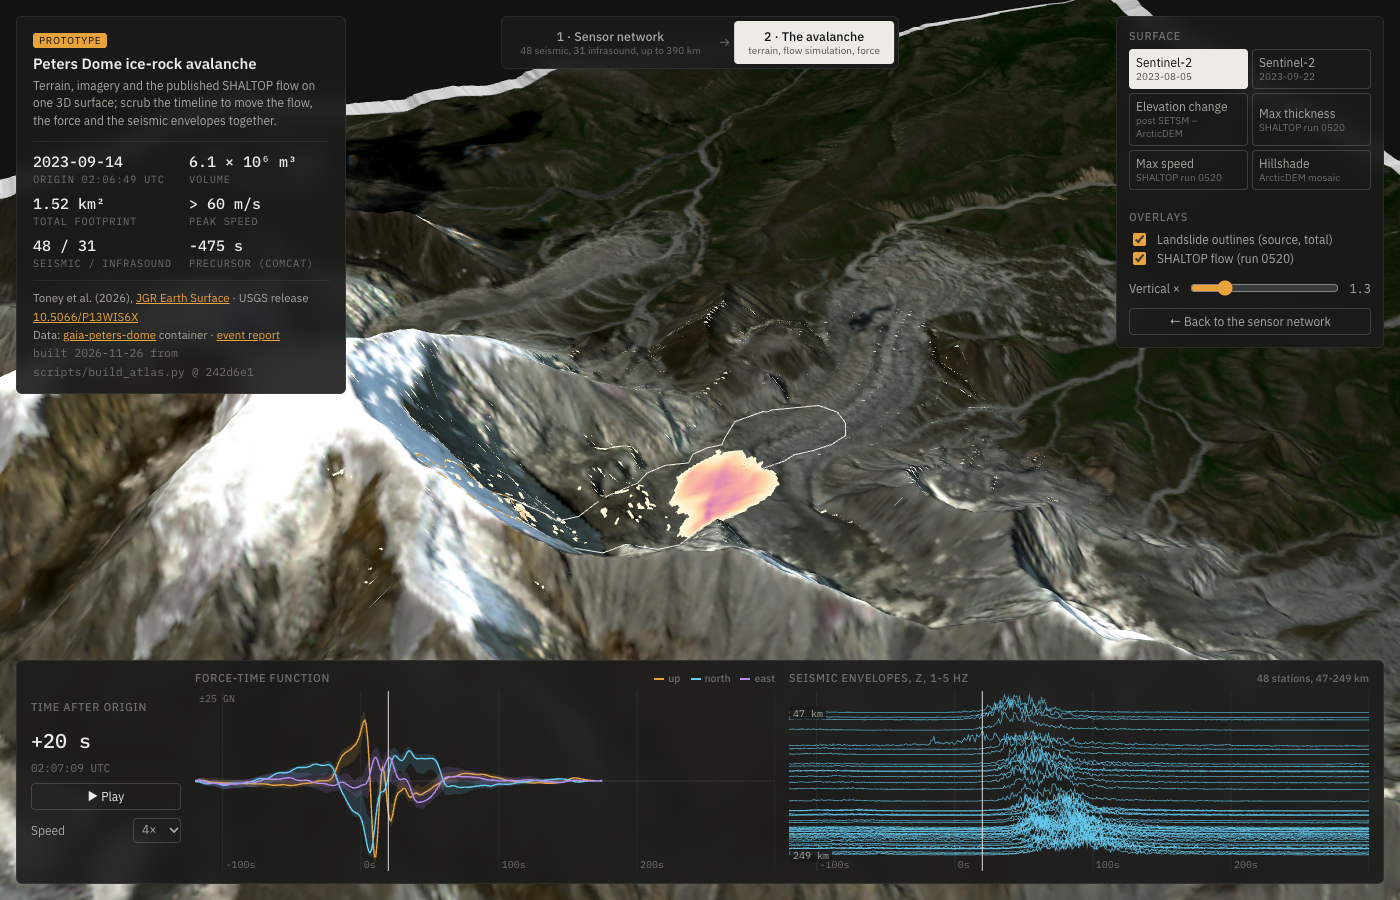 PROTOTYPE
Peters Dome ice-rock avalanche
Terrain, imagery and the published SHALTOP flow on
one 3D surface; scrub the timeline to move the flow,
the force and the seismic envelopes together.
2023-09-14
ORIGIN 02:06:49 UTC
6.1 × 10⁶ m³
VOLUME
1.52 km²
TOTAL FOOTPRINT
> 60 m/s
PEAK SPEED
48 / 31
SEISMIC / INFRASOUND
-475 s
PRECURSOR (COMCAT)
Toney et al. (2026), JGR Earth Surface · USGS release
10.5066/P13WIS6X
Data: gaia-peters-dome container · event report
built 2026-11-26 from
scripts/build_atlas.py @ 242d6e1
1 · Sensor network
48 seismic, 31 infrasound, up to 390 km
→
2 · The avalanche
terrain, flow simulation, force
SURFACE
Sentinel-2
2023-08-05
Sentinel-2
2023-09-22
Elevation change
post SETSM −
ArcticDEM
Max thickness
SHALTOP run 0520
Max speed
SHALTOP run 0520
Hillshade
ArcticDEM mosaic
OVERLAYS
Landslide outlines (source, total)
SHALTOP flow (run 0520)
Vertical × 1.3
← Back to the sensor network
TIME AFTER ORIGIN
+20 s
02:07:09 UTC
▶ Play
Speed 4×
FORCE-TIME FUNCTION
up north east
±25 GN
-100s 0s 100s 200s
SEISMIC ENVELOPES, Z, 1-5 HZ
48 stations, 47-249 km
47 km
249 km
-100s 0s 100s 200s